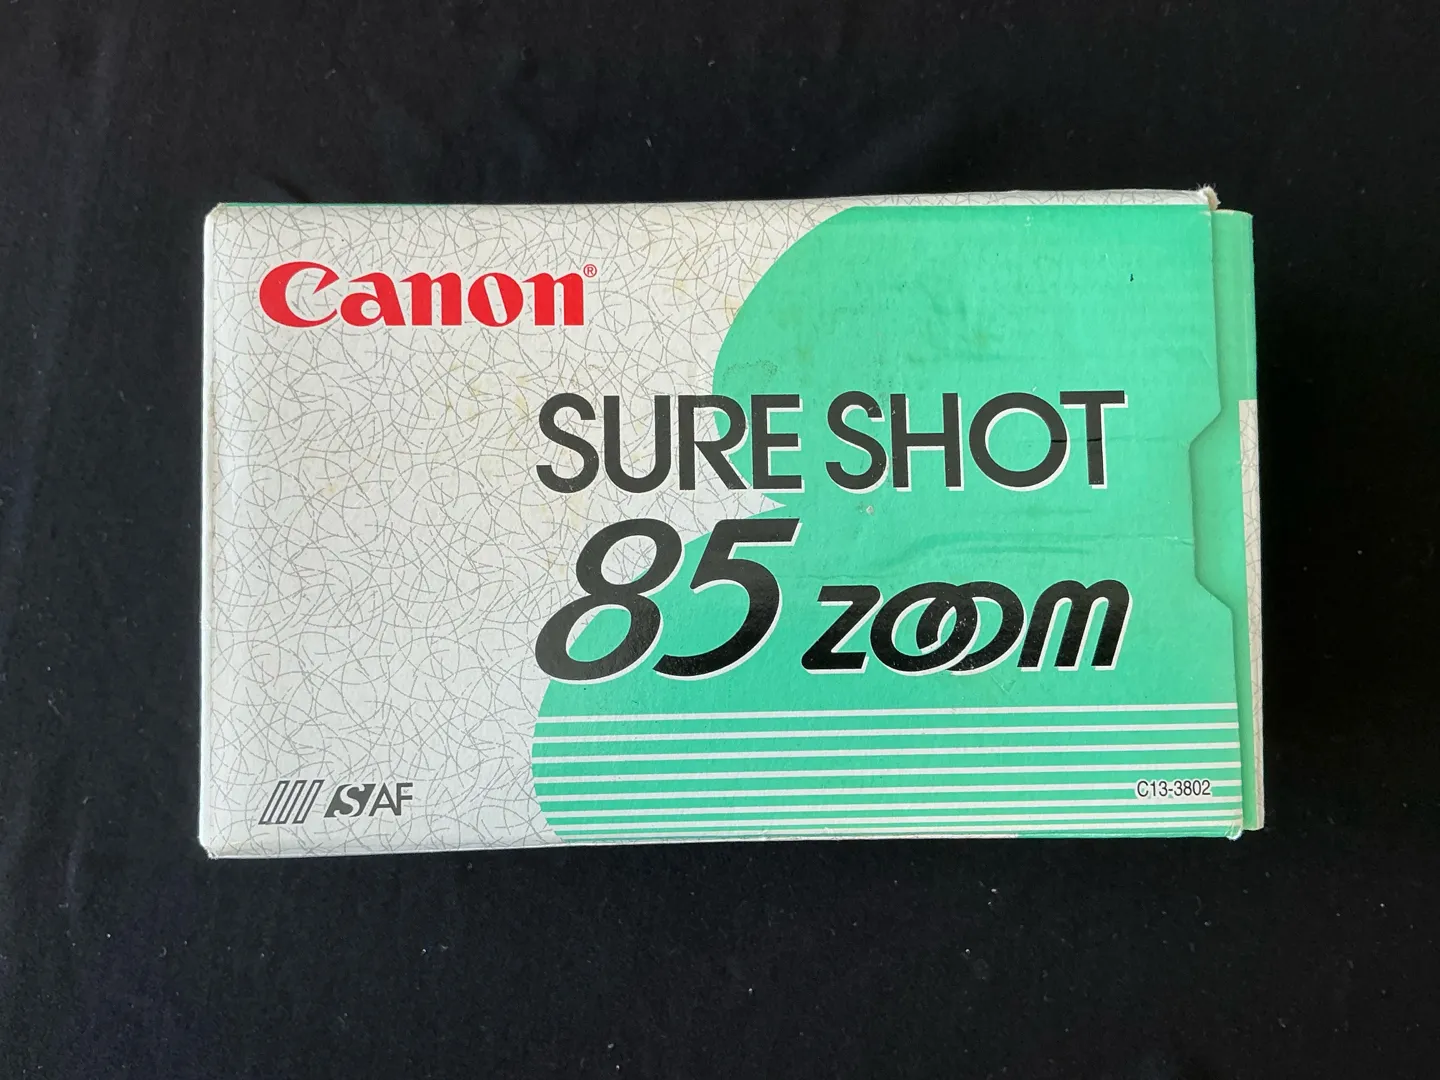 Canon®
SURE SHOT
85 ZOOM
SAF
C13-3802